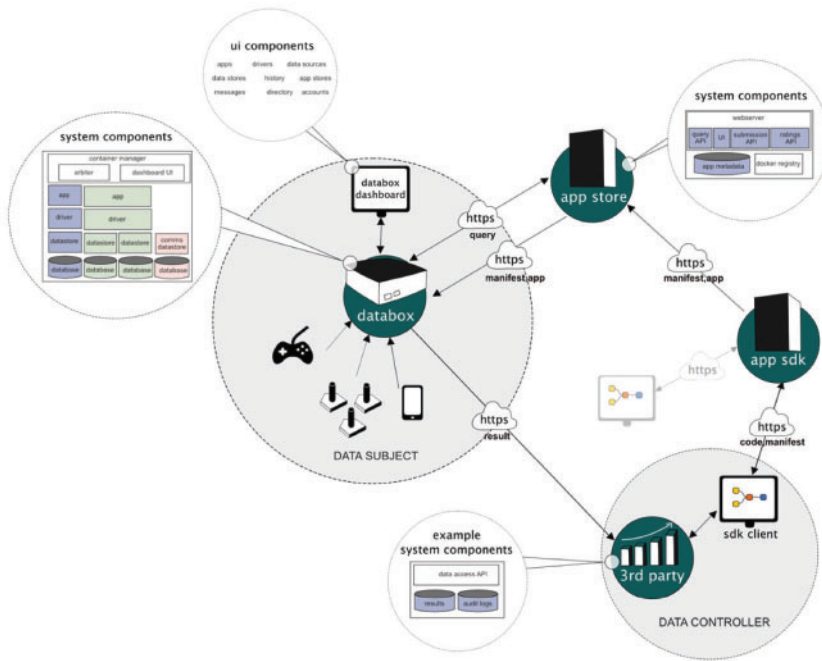 ui components
apps drivers data sources
data stores history app stores
messages directory accounts
system components
container manager
arbiter dashboard UI
app app
driver driver
datastore datastore datastore comms datastore
database database database database
databox
dashboard
https
query
https
manifest,app
databox
DATA SUBJECT
https
result
app store
system components
webserver
query API UI submission API ratings API
app metadata docker registry
https
manifest,app
app sdk
https
https
code,manifest
sdk client
3rd party
DATA CONTROLLER
example
system components
data access API
results audit logs